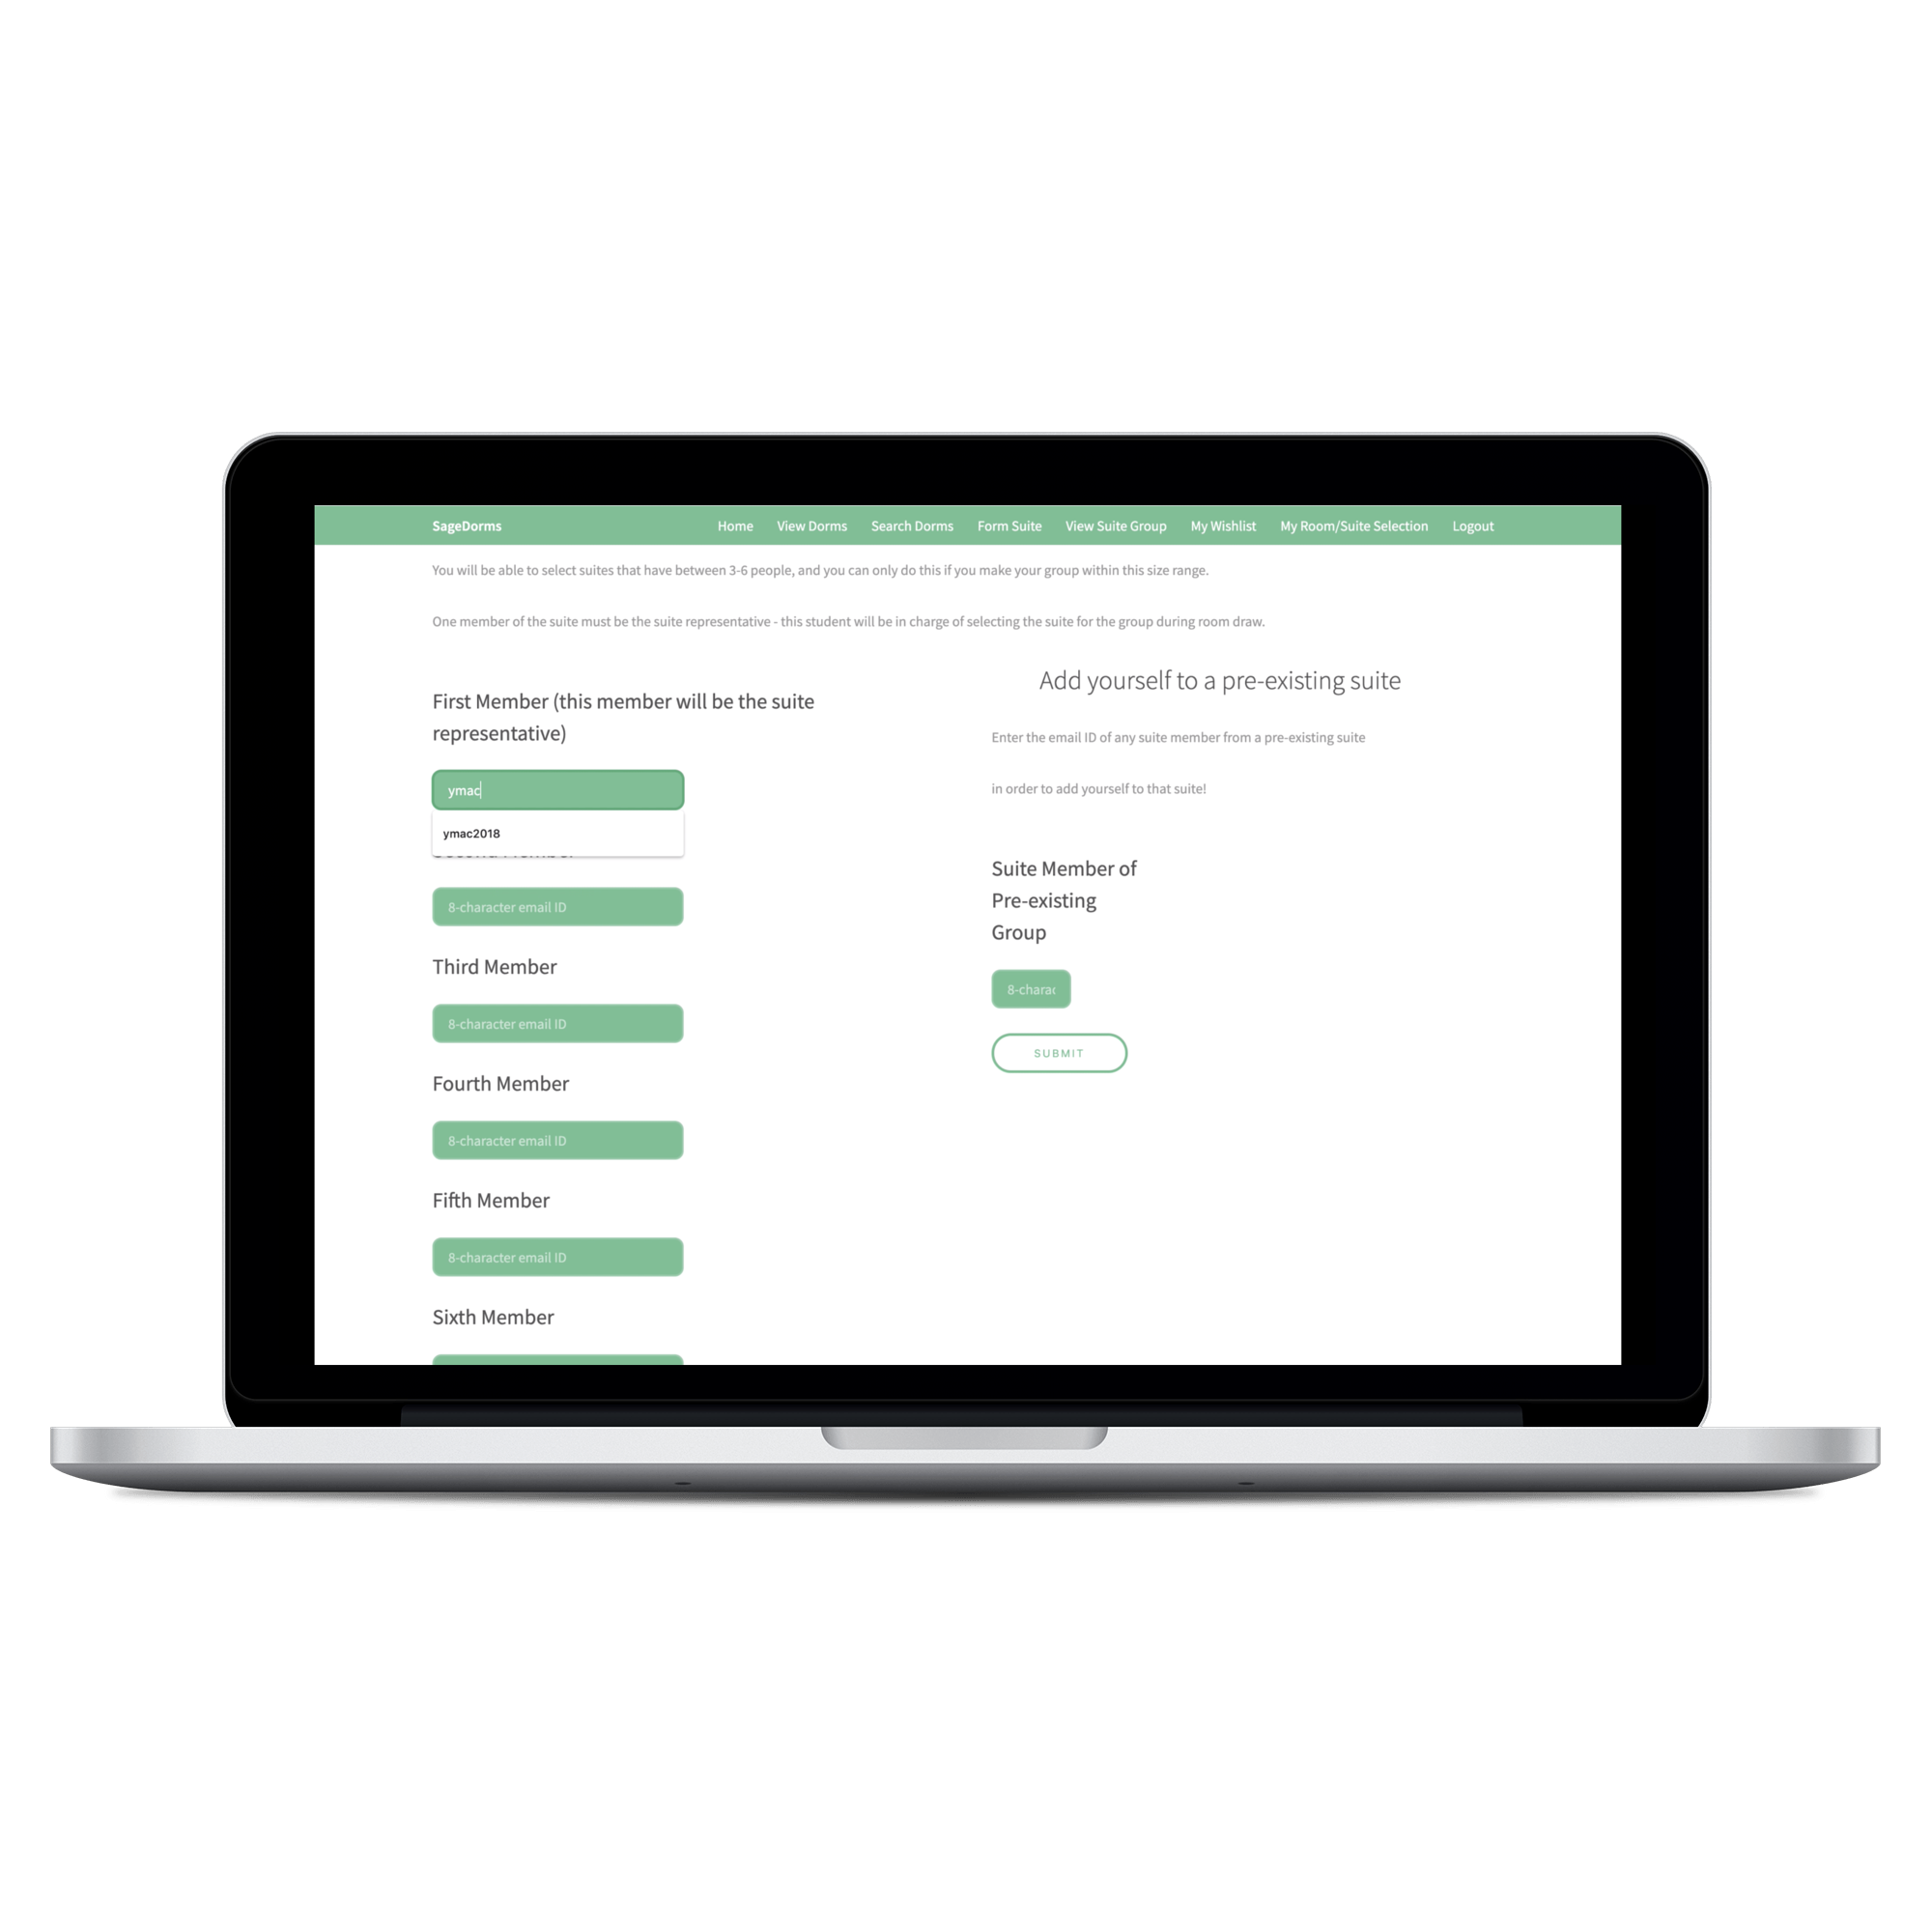 SageDorms Home View Dorms Search Dorms Form Suite View Suite Group My Wishlist My Room/Suite Selection Logout
You will be able to select suites that have between 3-6 people, and you can only do this if you make your group within this size range.
One member of the suite must be the suite representative - this student will be in charge of selecting the suite for the group during room draw.
First Member (this member will be the suite
representative)
ymac
ymac2018
8-character email ID
Third Member
8-character email ID
Fourth Member
8-character email ID
Fifth Member
8-character email ID
Sixth Member
Add yourself to a pre-existing suite
Enter the email ID of any suite member from a pre-existing suite
in order to add yourself to that suite!
Suite Member of
Pre-existing
Group
8-charac
SUBMIT